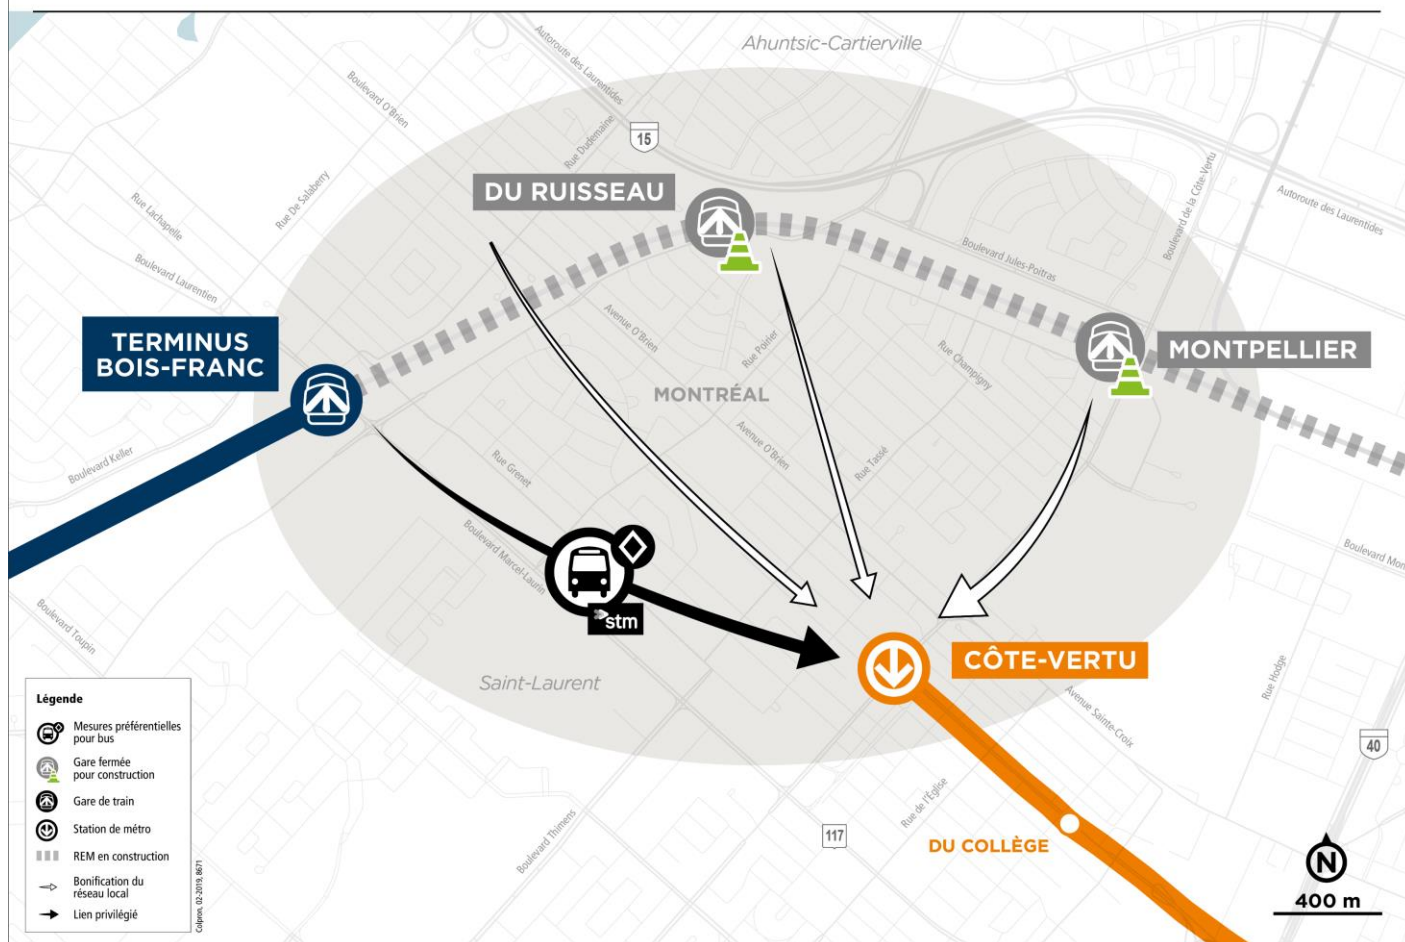 Ahuntsic-Cartierville
Autoroute des Laurentides
Boulevard O'Brien
Rue Dudemaine
15
DU RUISSEAU
Rue De Salaberry
Rue Lachapelle
Boulevard de la Côte-Vertu
Autoroute des Laurentides
Boulevard Laurentien
Boulevard Jules-Poitras
TERMINUS
BOIS-FRANC
Avenue O'Brien
Rue Poirier
Rue Champigny
MONTPELLIER
MONTRÉAL
Boulevard Keller
Rue Grenet
Avenue O'Brien
Rue Tassé
Boulevard Marcel-Laurin
Boulevard Mon
stm
Boulevard Toupin
CÔTE-VERTU
Saint-Laurent
Rue Hodge
Avenue Sainte-Croix
40
Rue de l'Église
Boulevard Thimens
117
DU COLLÈGE
N
400 m
Légende
Mesures préférentielles
pour bus
Gare fermée
pour construction
Gare de train
Station de métro
REM en construction
Bonification du
réseau local
Lien privilégié
Colpron, 02-2019, 8671